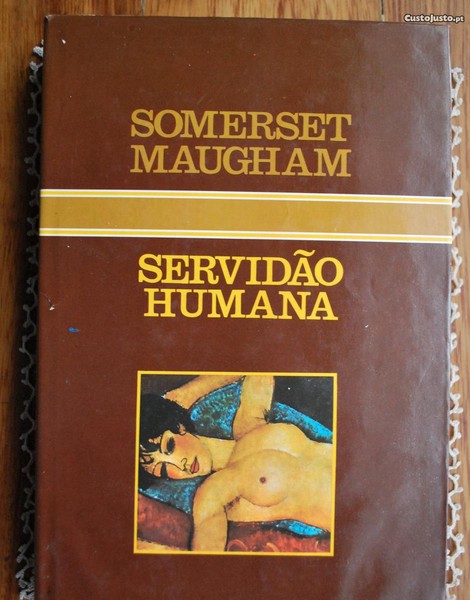 CustoJusto.pt
SOMERSET
MAUGHAM
SERVIDÃO
HUMANA